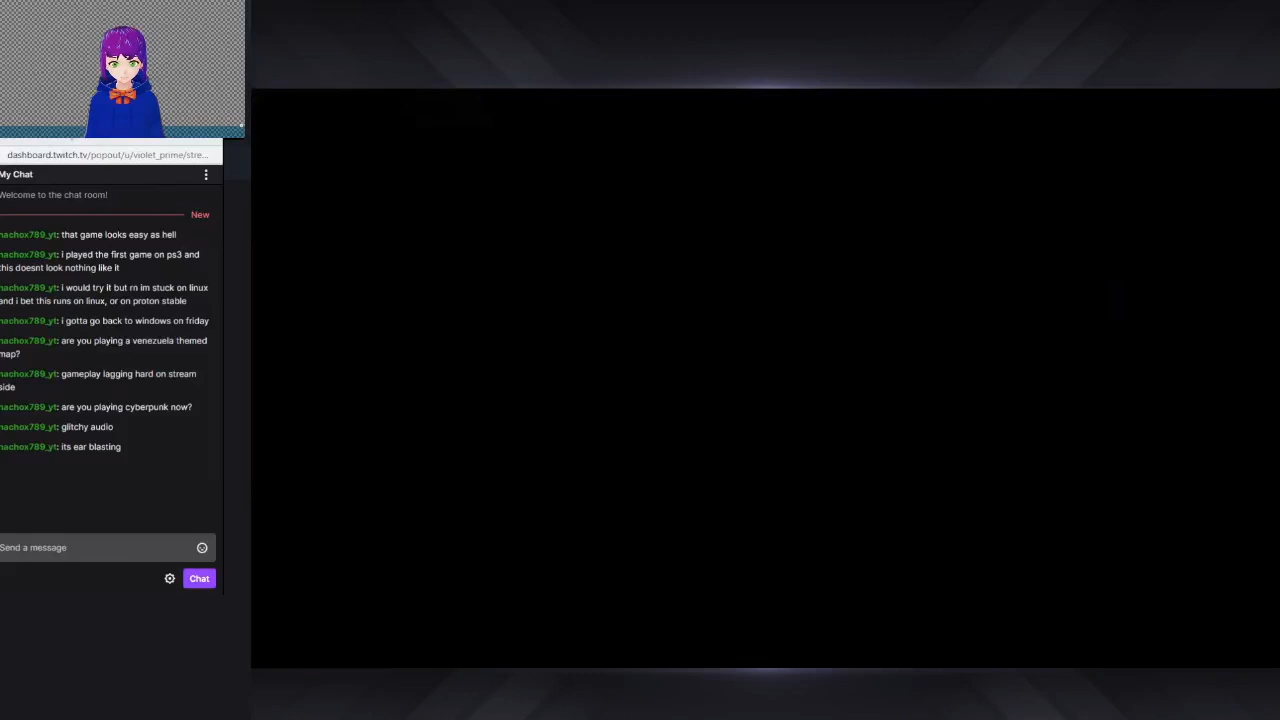 dashboard.twitch.tv/popout/u/violet_prime/stre...
My Chat
Welcome to the chat room!
New
nachox789_yt: that game looks easy as hell
nachox789_yt: i played the first game on ps3 and
this doesnt look nothing like it
nachox789_yt: i would try it but rn im stuck on linux
and i bet this runs on linux, or on proton stable
nachox789_yt: i gotta go back to windows on friday
nachox789_yt: are you playing a venezuela themed
map?
nachox789_yt: gameplay lagging hard on stream
side
nachox789_yt: are you playing cyberpunk now?
nachox789_yt: glitchy audio
nachox789_yt: its ear blasting
Send a message
Chat